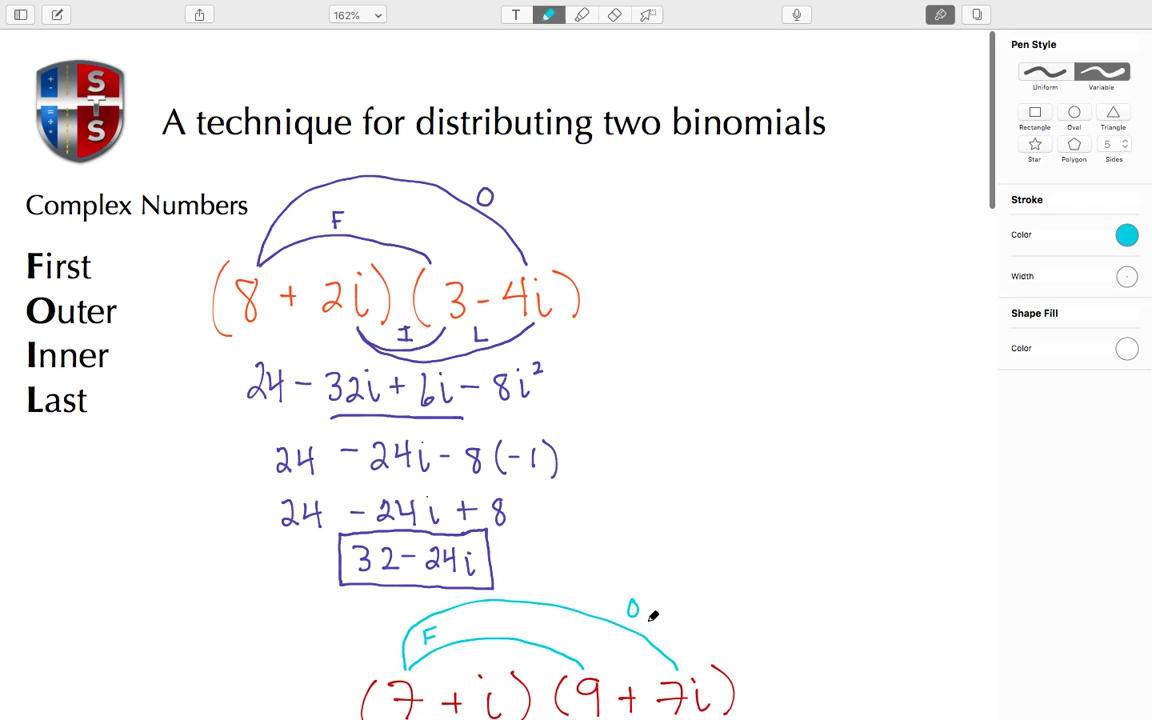 162%
T
Pen Style
Uniform
Variable
Rectangle
Oval
Triangle
Star
Polygon
5
Sides
Stroke
Color
Width
Shape Fill
Color
STS
A technique for distributing two binomials
Complex Numbers
First
Outer
Inner
Last
O
F
(8 + 2i)(3 - 4i)
I
L
24 - 32i + 6i - 8i²
24 - 24i - 8(-1)
24 - 24i + 8
32 - 24i
O
F
(7 + i)(9 + 7i)